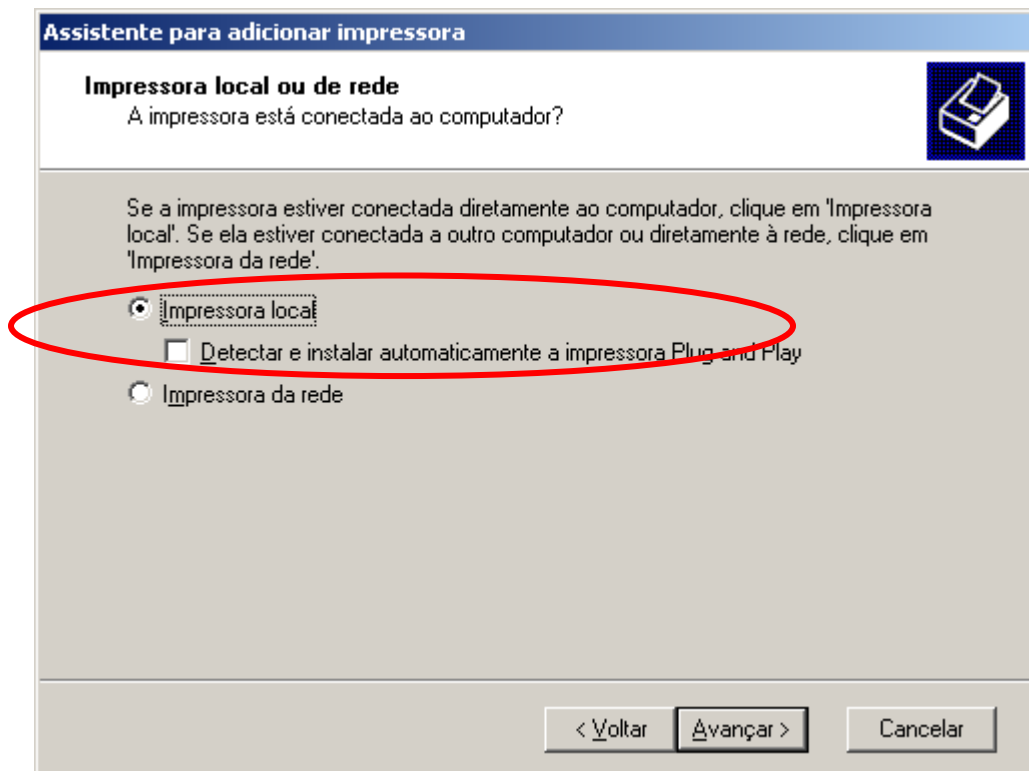 Assistente para adicionar impressora
Impressora local ou de rede
A impressora está conectada ao computador?
Se a impressora estiver conectada diretamente ao computador, clique em 'Impressora
local'. Se ela estiver conectada a outro computador ou diretamente à rede, clique em
'Impressora da rede'.
Impressora local
Detectar e instalar automaticamente a impressora Plug and Play
Impressora da rede
< Voltar Avançar > Cancelar